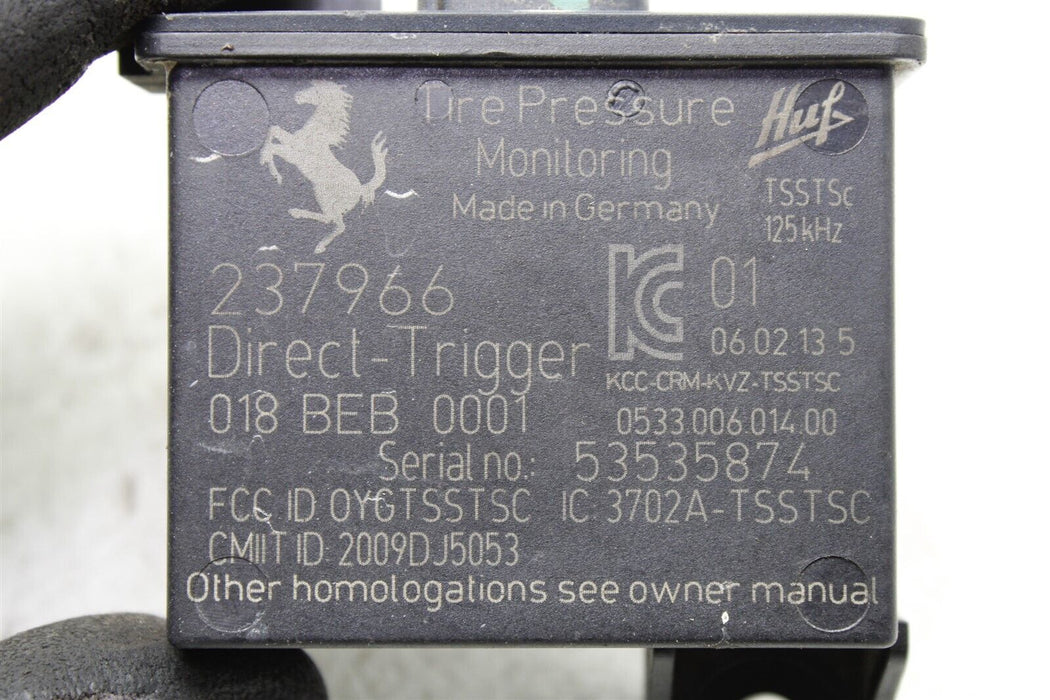 Tire Pressure
Monitoring
Made in Germany
Huf
TSSTSc
125kHz
237966
01
Direct-Trigger
06.02.13 5
KCC-CRM-KVZ-TSSTSC
018 BEB 0001
0533.006.014.00
Serial no.: 53535874
FCC ID OYGTSSTSC IC: 3702A-TSSTSC
CMIIT ID: 2009DJ5053
Other homologations see owner manual